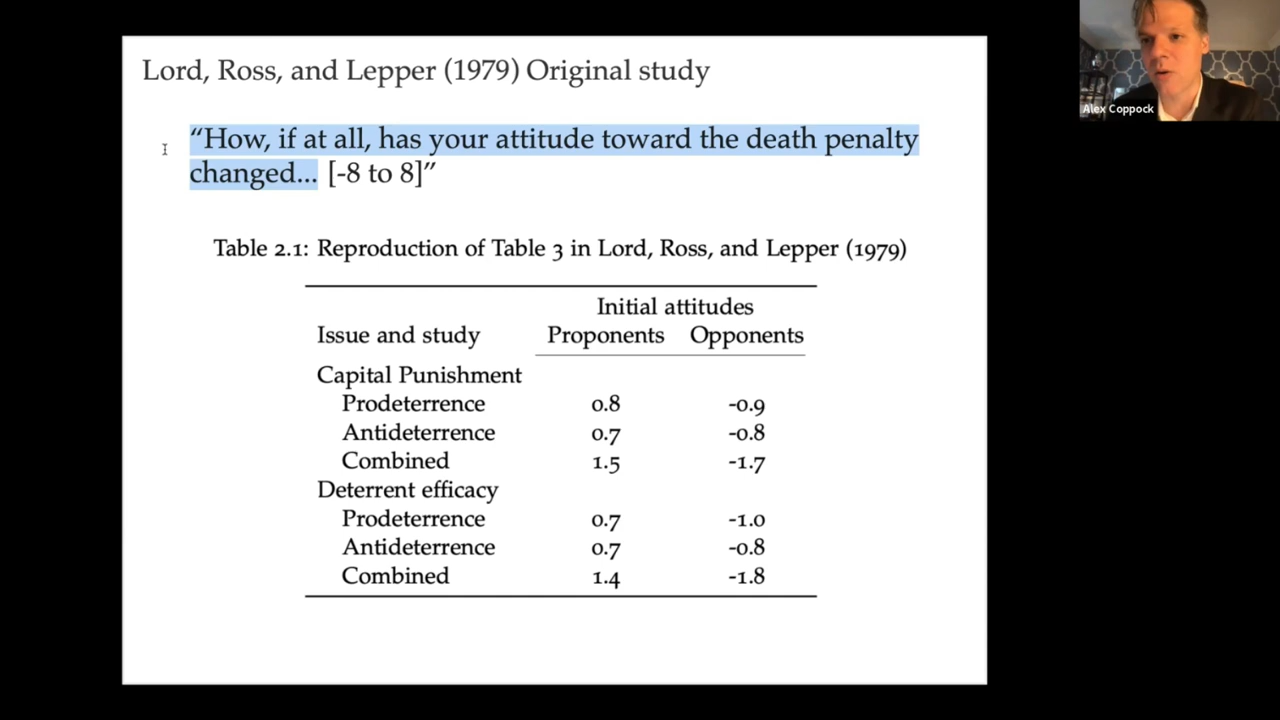 Lord, Ross, and Lepper (1979) Original study
“How, if at all, has your attitude toward the death penalty
changed... [-8 to 8]”
Table 2.1: Reproduction of Table 3 in Lord, Ross, and Lepper (1979)
Initial attitudes
Issue and study Proponents Opponents
Capital Punishment
Prodeterrence 0.8 -0.9
Antideterrence 0.7 -0.8
Combined 1.5 -1.7
Deterrent efficacy
Prodeterrence 0.7 -1.0
Antideterrence 0.7 -0.8
Combined 1.4 -1.8
Alex Coppock